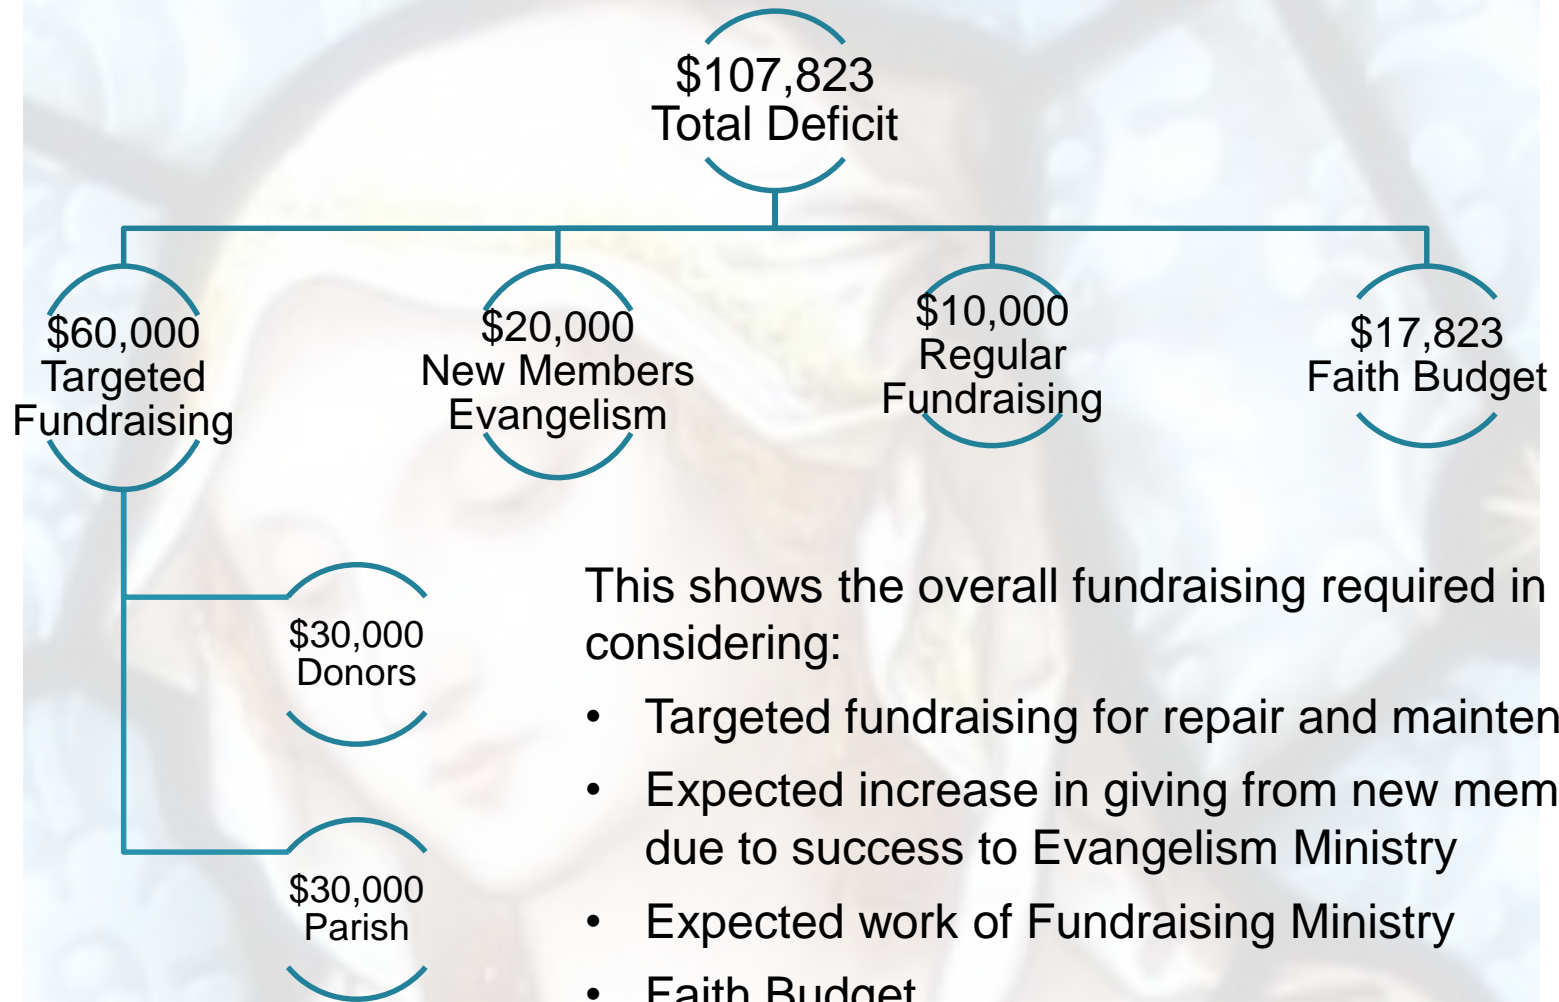 $107,823
Total Deficit
$60,000
Targeted
Fundraising
$20,000
New Members
Evangelism
$10,000
Regular
Fundraising
$17,823
Faith Budget
$30,000
Donors
$30,000
Parish
This shows the overall fundraising required in
considering:
• Targeted fundraising for repair and mainten
• Expected increase in giving from new mem
due to success to Evangelism Ministry
• Expected work of Fundraising Ministry
• Faith Budget